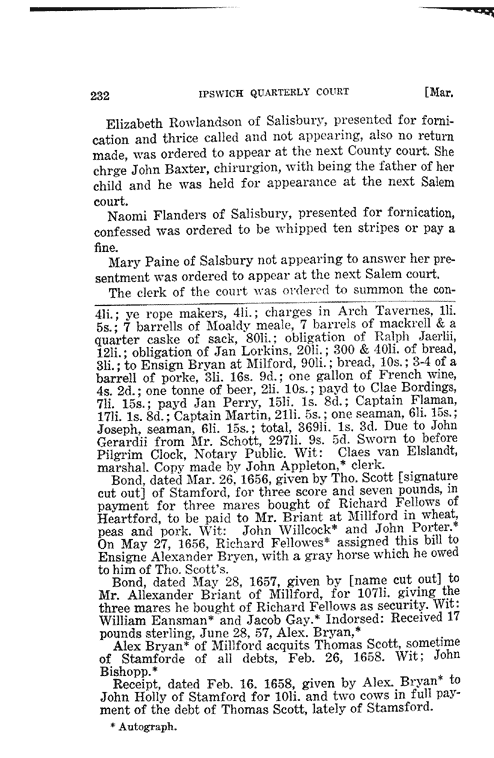 232 IPSWICH QUARTERLY COURT [Mar.
Elizabeth Rowlandson of Salisbury, presented for forni-
cation and thrice called and not appearing, also no return
made, was ordered to appear at the next County court. She
chrge John Baxter, chirurgion, with being the father of her
child and he was held for appearance at the next Salem
court.
Naomi Flanders of Salisbury, presented for fornication,
confessed was ordered to be whipped ten stripes or pay a
fine.
Mary Paine of Salsbury not appearing to answer her pre-
sentment was ordered to appear at the next Salem court.
The clerk of the court was ordered to summon the con-
4li.; ye rope makers, 4li.; charges in Arch Tavernes, 1li.
5s.; 7 barrells of Moaldy meale, 7 barrels of mackrell & a
quarter caske of sack, 80li.; obligation of Ralph Jaerlii,
12li.; obligation of Jan Lorkins, 20li.; 300 & 40li. of bread,
3li.; to Ensign Bryan at Milford, 90li.; bread, 10s.; 3-4 of a
barrell of porke, 3li. 16s. 9d.; one gallon of French wine,
4s. 2d.; one tonne of beer, 2li. 10s.; payd to Clae Bordings,
7li. 15s.; payd Jan Perry, 15li. 1s. 8d.; Captain Flaman,
17li. 1s. 8d.; Captain Martin, 21li. 5s.; one seaman, 6li. 15s.;
Joseph, seaman, 6li. 15s.; total, 369li. 1s. 3d. Due to John
Gerardii from Mr. Schott, 297li. 9s. 5d. Sworn to before
Pilgrim Clock, Notary Public. Wit: Claes van Elslandt,
marshal. Copy made by John Appleton,* clerk.
Bond, dated Mar. 26, 1656, given by Tho. Scott [signature
cut out] of Stamford, for three score and seven pounds, in
payment for three mares bought of Richard Fellows of
Heartford, to be paid to Mr. Briant at Millford in wheat,
peas and pork. Wit: John Willcock* and John Porter.*
On May 27, 1656, Richard Fellowes* assigned this bill to
Ensigne Alexander Bryen, with a gray horse which he owed
to him of Tho. Scott's.
Bond, dated May 28, 1657, given by [name cut out] to
Mr. Allexander Briant of Millford, for 107li. giving the
three mares he bought of Richard Fellows as security. Wit:
William Eansman* and Jacob Gay.* Indorsed: Received 17
pounds sterling, June 28, 57, Alex. Bryan,*
Alex Bryan* of Milford acquits Thomas Scott, sometime
of Stamforde of all debts, Feb. 26, 1658. Wit; John
Bishopp.*
Receipt, dated Feb. 16. 1658, given by Alex. Bryan* to
John Holly of Stamford for 10li. and two cows in full pay-
ment of the debt of Thomas Scott, lately of Stamsford.
* Autograph.